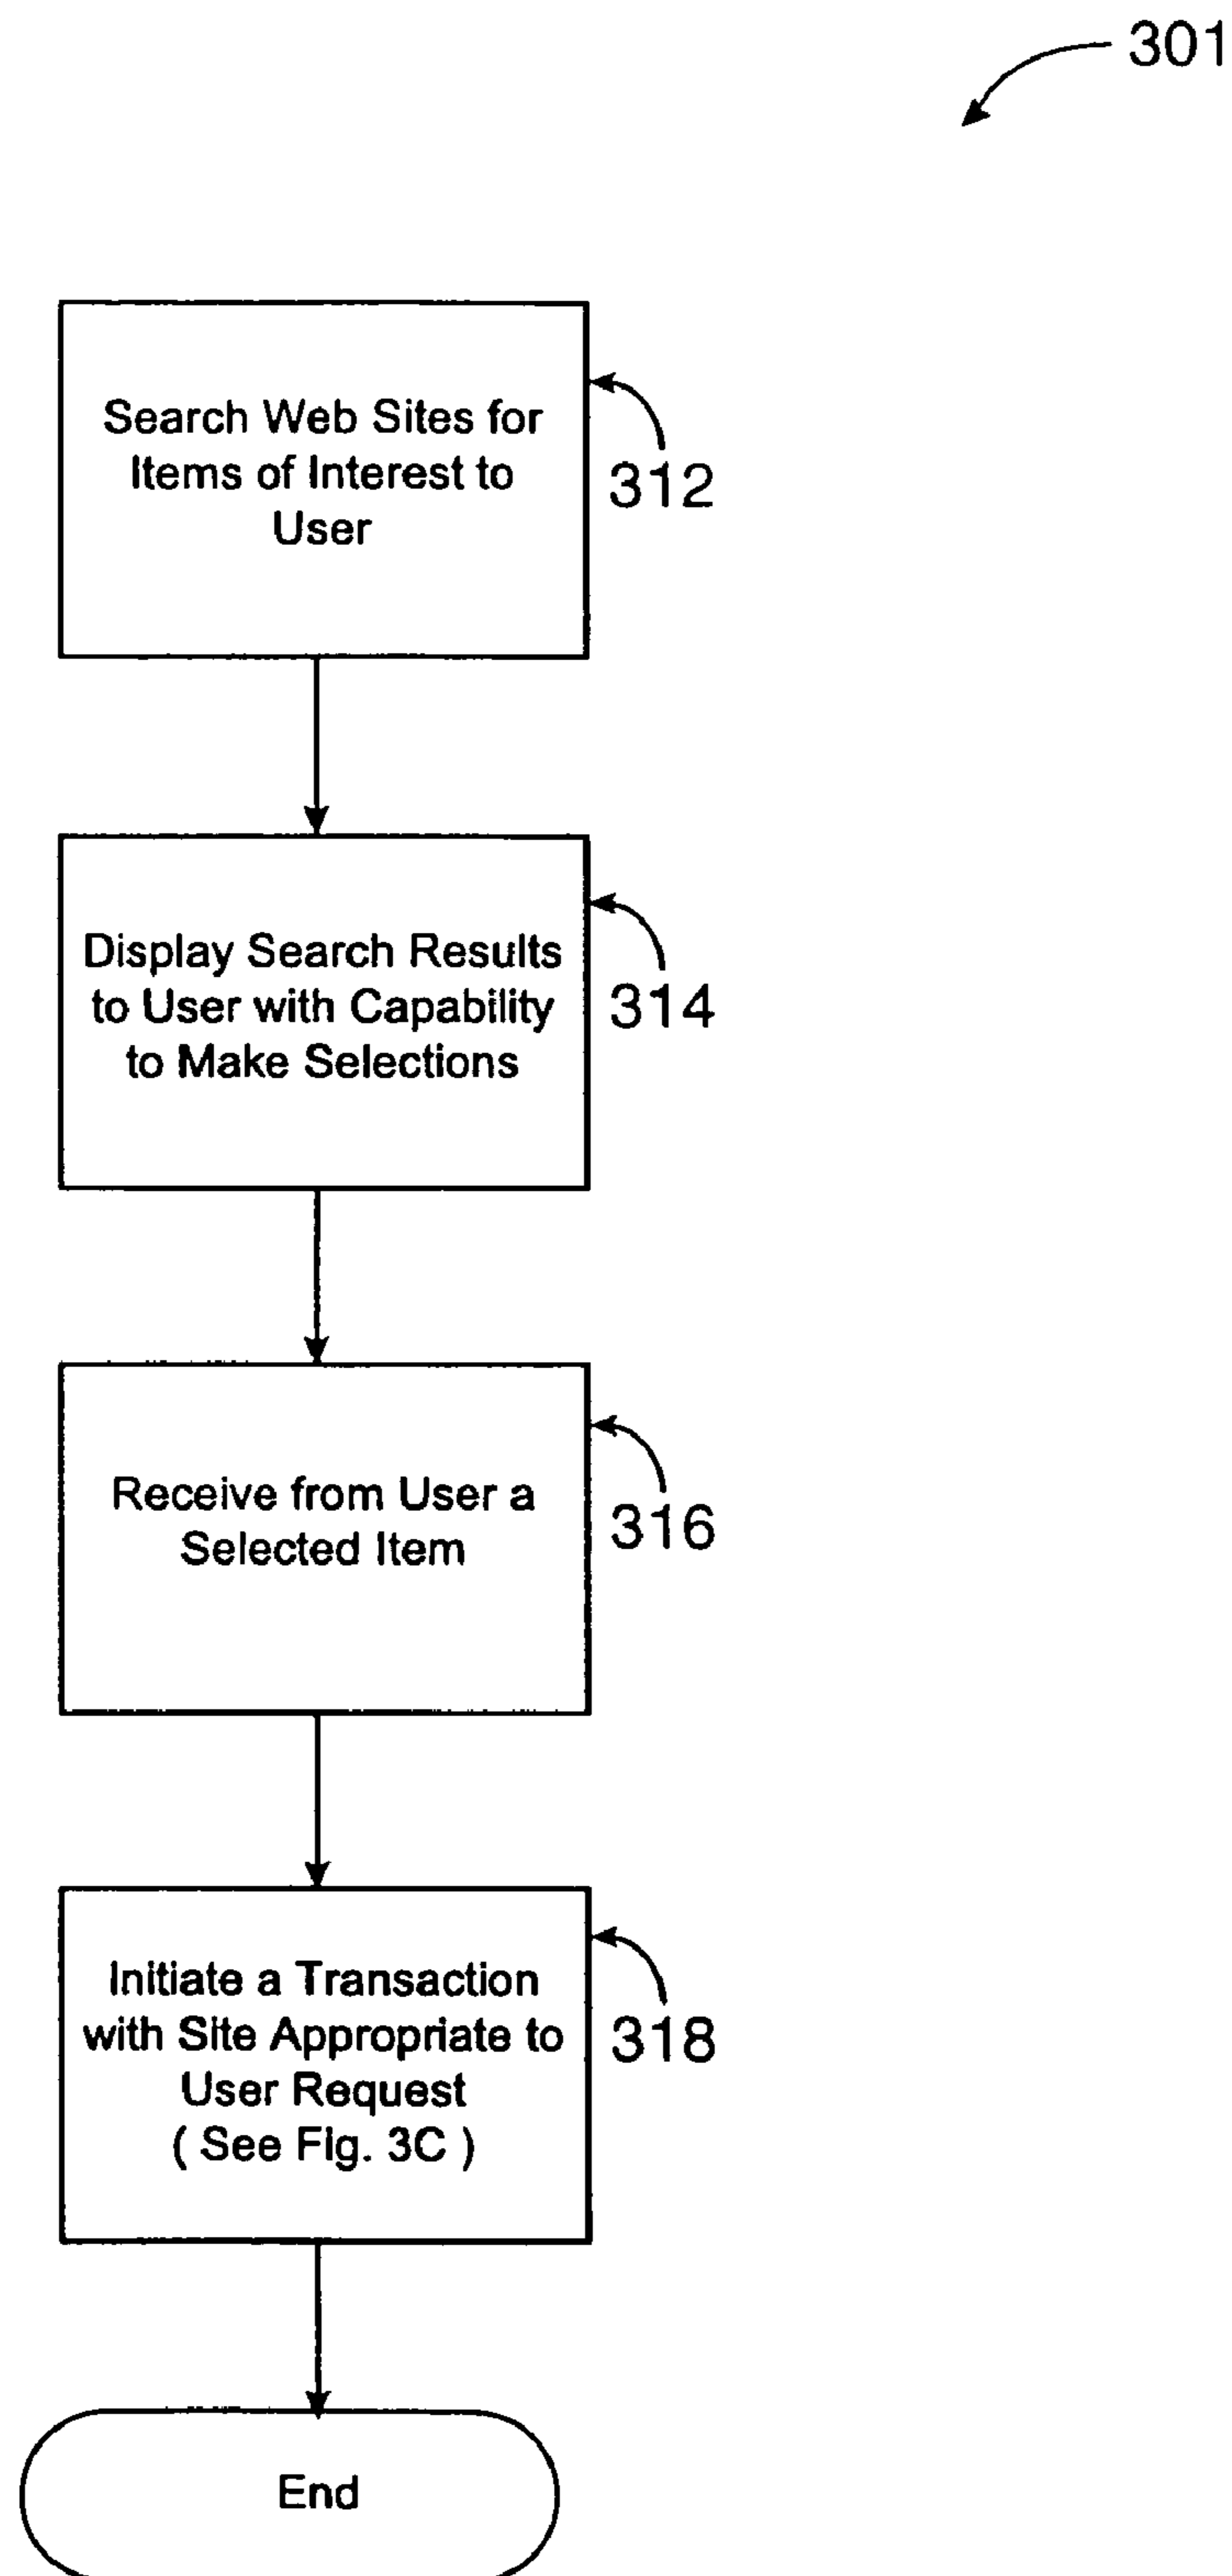 301
Search Web Sites for
Items of Interest to
User
312
Display Search Results
to User with Capability
to Make Selections
314
Receive from User a
Selected Item
316
Initiate a Transaction
with Site Appropriate to
User Request
( See Fig. 3C )
318
End